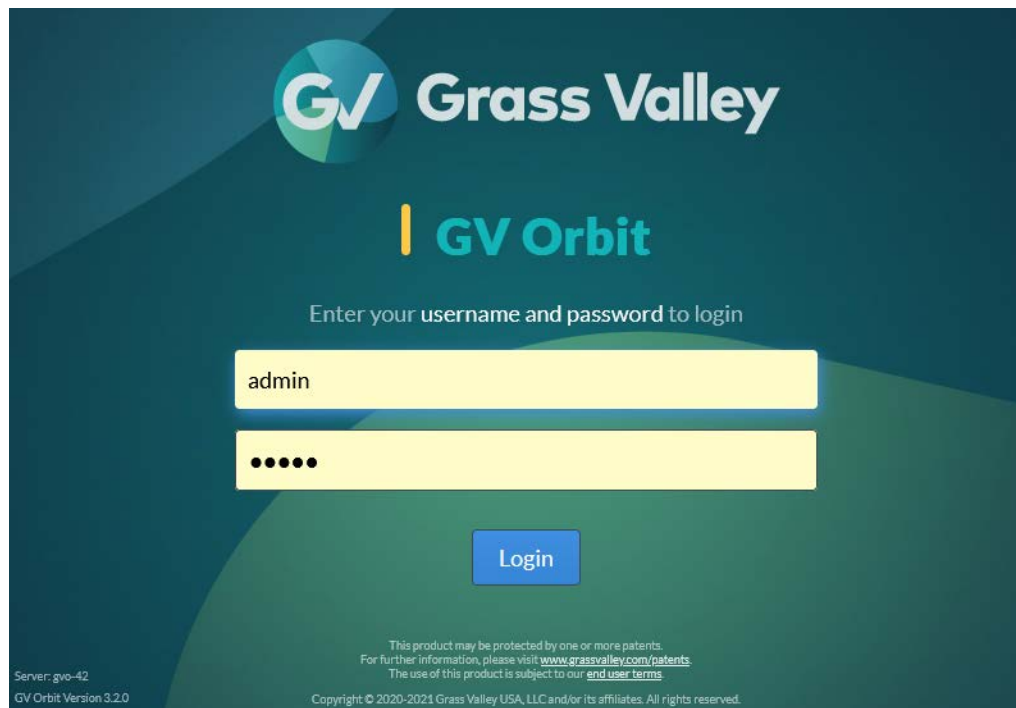 GV Grass Valley
GV Orbit
Enter your username and password to login
admin
•••••
Login
This product may be protected by one or more patents.
For further information, please visit www.grassvalley.com/patents.
The use of this product is subject to our end user terms.
Server: gvo-42
GV Orbit Version 3.2.0
Copyright © 2020-2021 Grass Valley USA, LLC and/or its affiliates. All rights reserved.